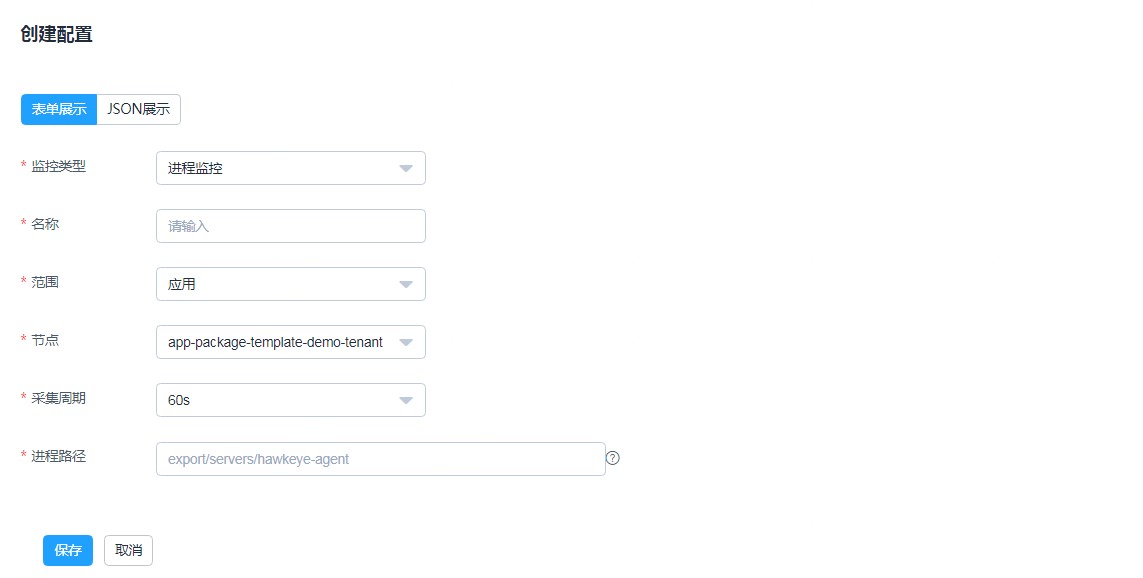 创建配置
表单展示 JSON展示
* 监控类型 进程监控
* 名称 请输入
* 范围 应用
* 节点 app-package-template-demo-tenant
* 采集周期 60s
* 进程路径 export/servers/hawkeye-agent ?
保存 取消